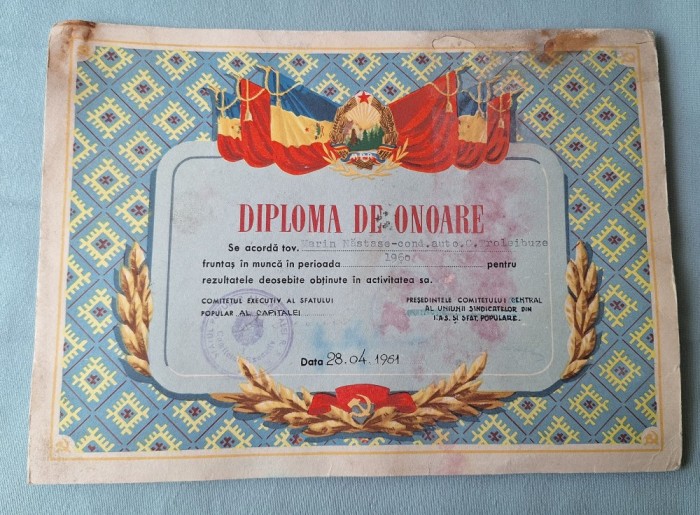 DIPLOMA DE ONOARE
Se acordă tov. Marin Năstase-cond.auto.C.Troleibuze
fruntaș în muncă în perioada 1960 pentru
rezultatele deosebite obținute în activitatea sa.
COMITETUL EXECUTIV AL SFATULUI
POPULAR AL CAPITALEI
PREȘEDINTELE COMITETULUI CENTRAL
AL UNIUNII SINDICATELOR DIN
I.A.S. ȘI SFAT. POPULARE.
Data 28.04.1961